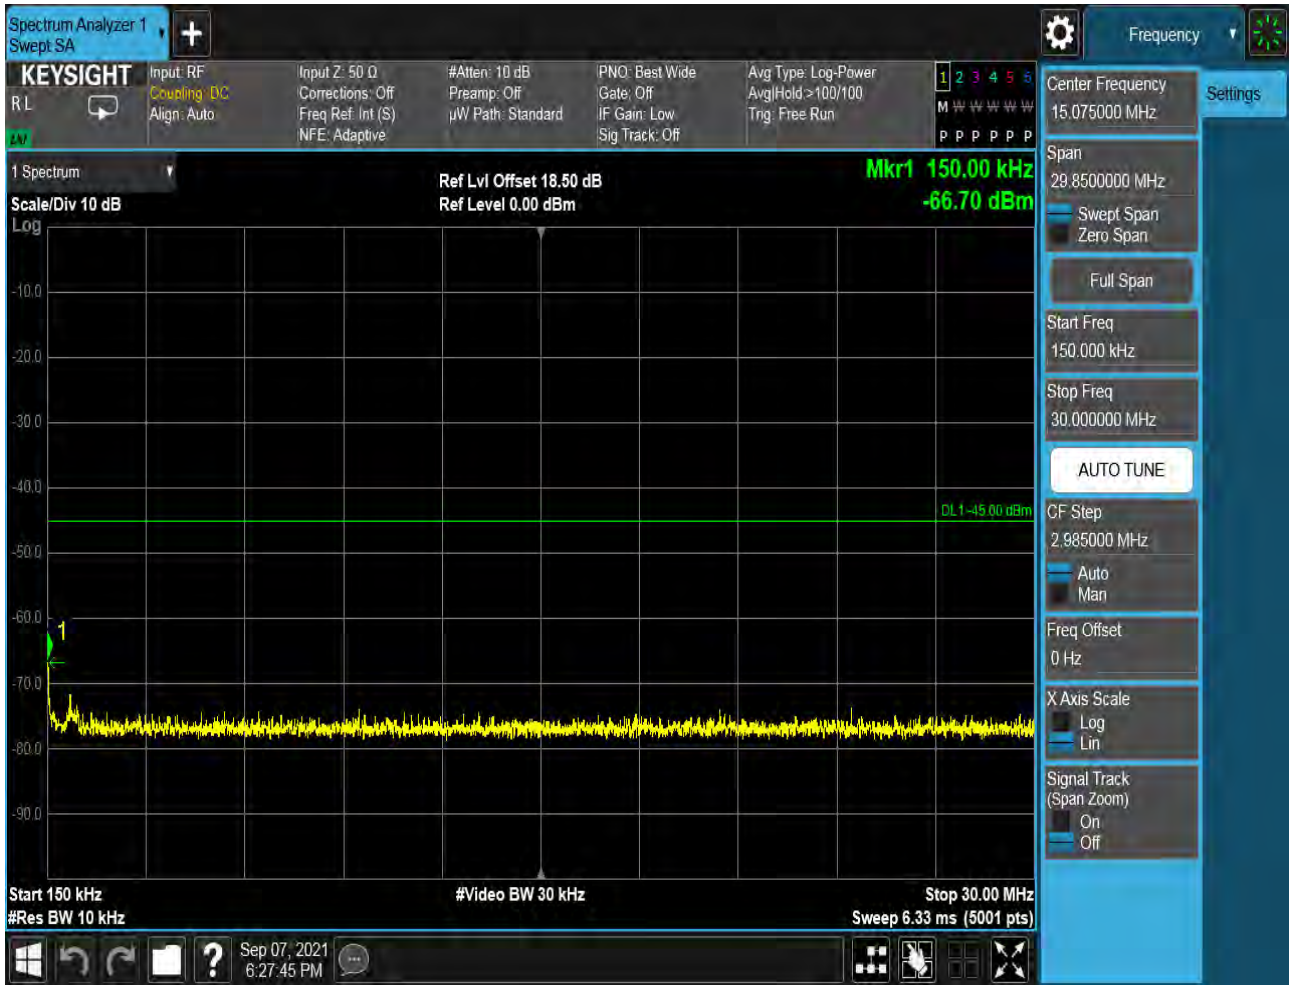 Spectrum Analyzer 1
Swept SA
Frequency
KEYSIGHT
R L
Input: RF
Coupling: DC
Align: Auto
Input Z: 50 Ω
Corrections: Off
Freq Ref: Int (S)
NFE: Adaptive
#Atten: 10 dB
Preamp: Off
µW Path: Standard
PNO: Best Wide
Gate: Off
IF Gain: Low
Sig Track: Off
Avg Type: Log-Power
Avg|Hold:>100/100
Trig: Free Run
1 2 3 4 5 6
M W W W W W
P P P P P P
1 Spectrum
Scale/Div 10 dB
Log
Ref Lvl Offset 18.50 dB
Ref Level 0.00 dBm
Mkr1 150.00 kHz
-66.70 dBm
-10.0
-20.0
-30.0
-40.0
DL1 -45.00 dBm
-50.0
-60.0
1
-70.0
-80.0
-90.0
Start 150 kHz
#Video BW 30 kHz
Stop 30.00 MHz
#Res BW 10 kHz
Sweep 6.33 ms (5001 pts)
Center Frequency
15.075000 MHz
Settings
Span
29.8500000 MHz
Swept Span
Zero Span
Full Span
Start Freq
150.000 kHz
Stop Freq
30.000000 MHz
AUTO TUNE
CF Step
2.985000 MHz
Auto
Man
Freq Offset
0 Hz
X Axis Scale
Log
Lin
Signal Track
(Span Zoom)
On
Off
?
Sep 07, 2021
6:27:45 PM